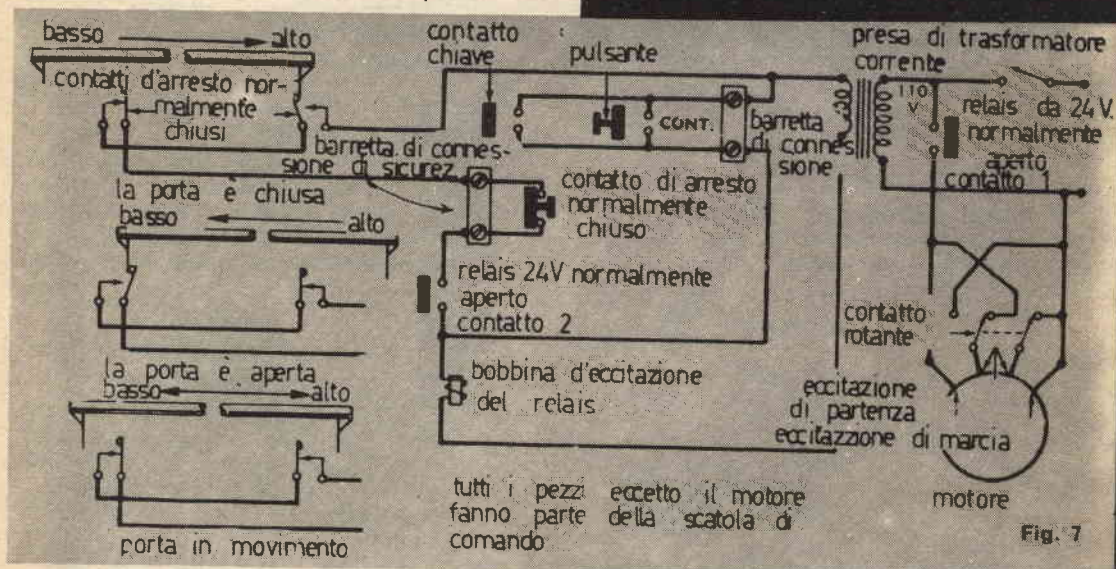 basso alto
contatti d'arresto nor-
malmente
chiusi
la porta è chiusa
basso alto
la porta è aperta
basso alto
porta in movimento
contatto
chiave
pulsante
CONT.
barretta
di connes
sione
barretta di connes-
sione di sicurez.
contatto di arresto
normalmente
chiuso
relais 24V normalmente
aperto
contatto 2
bobbina d'eccitazione
del relais
tutti i pezzi eccetto il motore
fanno parte della scatola di
comando
presa di trasformatore
corrente
110
V
relais da 24V.
normalmente
aperto
contatto 1
contatto
rotante
eccitazione
di partenza
eccitazzione di marcia
motore
Fig. 7